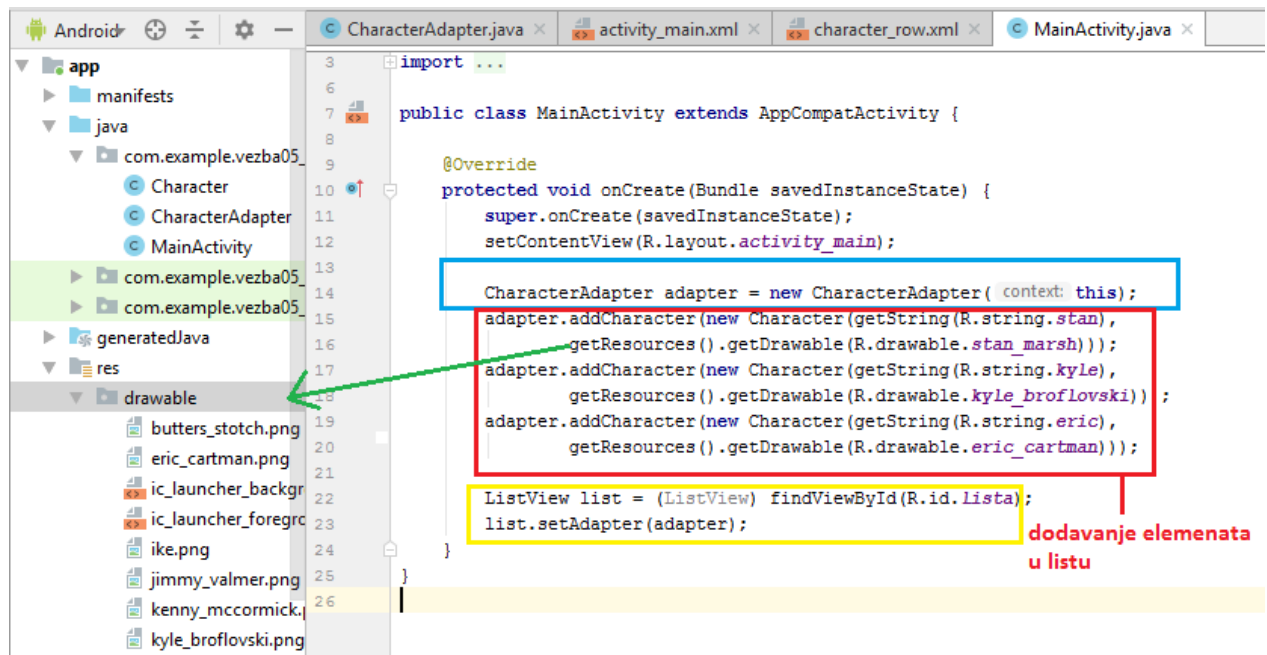 Android
CharacterAdapter.java
activity_main.xml
character_row.xml
MainActivity.java
app
manifests
java
com.example.vezba05_
Character
CharacterAdapter
MainActivity
com.example.vezba05_
com.example.vezba05_
generatedJava
res
drawable
butters_stotch.png
eric_cartman.png
ic_launcher_backgr
ic_launcher_foregro
ike.png
jimmy_valmer.png
kenny_mccormick.p
kyle_broflovski.png
3 import ...
6
7 public class MainActivity extends AppCompatActivity {
8
9 @Override
10 protected void onCreate(Bundle savedInstanceState) {
11 super.onCreate(savedInstanceState);
12 setContentView(R.layout.activity_main);
13
14 CharacterAdapter adapter = new CharacterAdapter( context: this);
15 adapter.addCharacter(new Character(getString(R.string.stan),
16 getResources().getDrawable(R.drawable.stan_marsh)));
17 adapter.addCharacter(new Character(getString(R.string.kyle),
18 getResources().getDrawable(R.drawable.kyle_broflovski)) ;
19 adapter.addCharacter(new Character(getString(R.string.eric),
20 getResources().getDrawable(R.drawable.eric_cartman)));
21
22 ListView list = (ListView) findViewById(R.id.lista);
23 list.setAdapter(adapter);
24 }
25 }
26
dodavanje elemenata
u listu